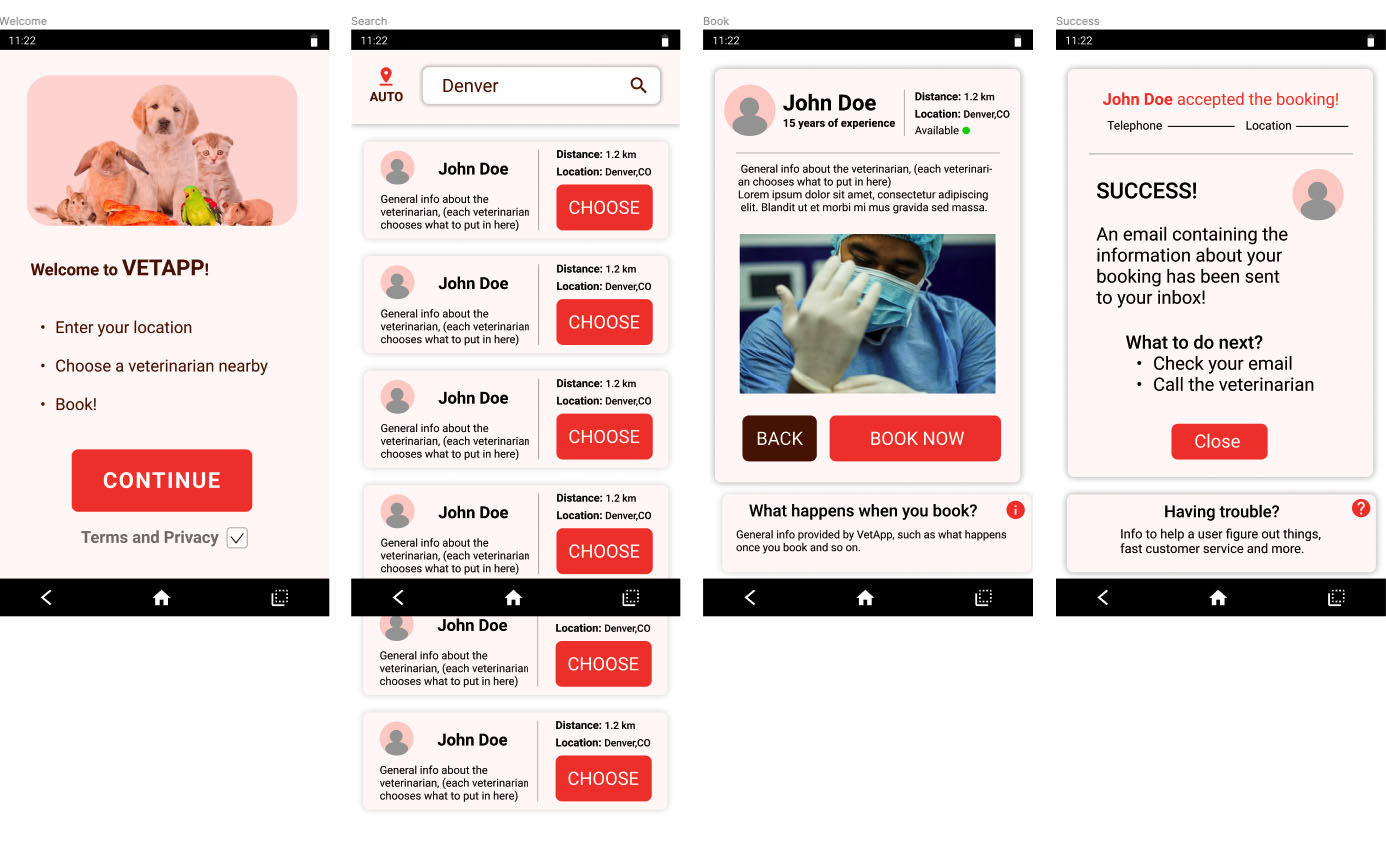 Welcome
11:22
Welcome to VETAPP!
• Enter your location
• Choose a veterinarian nearby
• Book!
CONTINUE
Terms and Privacy
Search
11:22
AUTO
Denver
John Doe
General info about the
veterinarian, (each veterinarian
chooses what to put in here)
Distance: 1.2 km
Location: Denver,CO
CHOOSE
John Doe
General info about the
veterinarian, (each veterinarian
chooses what to put in here)
Distance: 1.2 km
Location: Denver,CO
CHOOSE
John Doe
General info about the
veterinarian, (each veterinarian
chooses what to put in here)
Distance: 1.2 km
Location: Denver,CO
CHOOSE
John Doe
General info about the
veterinarian, (each veterinarian
chooses what to put in here)
Distance: 1.2 km
Location: Denver,CO
CHOOSE
John Doe
General info about the
veterinarian, (each veterinarian
chooses what to put in here)
Location: Denver,CO
CHOOSE
John Doe
General info about the
veterinarian, (each veterinarian
chooses what to put in here)
Distance: 1.2 km
Location: Denver,CO
CHOOSE
Book
11:22
John Doe
15 years of experience
Distance: 1.2 km
Location: Denver,CO
Available
General info about the veterinarian, (each veterinari-
an chooses what to put in here)
Lorem ipsum dolor sit amet, consectetur adipiscing
elit. Blandit ut et morbi mi mus gravida sed massa.
BACK
BOOK NOW
What happens when you book?
i
General info provided by VetApp, such as what happens
once you book and so on.
Success
11:22
John Doe accepted the booking!
Telephone
Location
SUCCESS!
An email containing the
information about your
booking has been sent
to your inbox!
What to do next?
• Check your email
• Call the veterinarian
Close
Having trouble?
?
Info to help a user figure out things,
fast customer service and more.